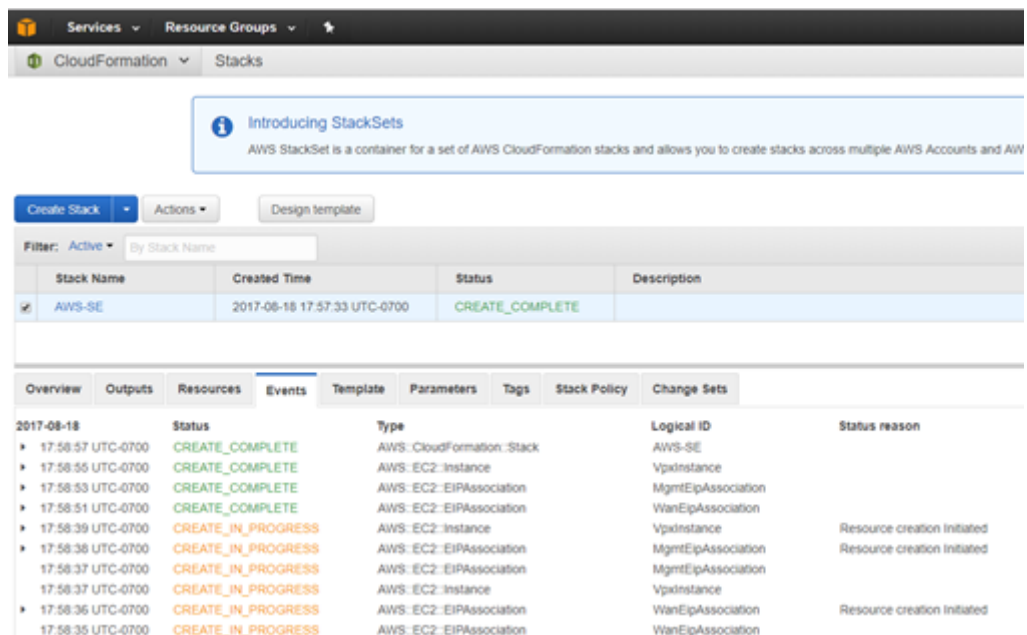 Services Resource Groups
CloudFormation Stacks
Introducing StackSets
AWS StackSet is a container for a set of AWS CloudFormation stacks and allows you to create stacks across multiple AWS Accounts and AW
Create Stack Actions Design template
Filter: Active By Stack Name
Stack Name Created Time Status Description
AWS-SE 2017-08-18 17:57:33 UTC-0700 CREATE_COMPLETE
Overview Outputs Resources Events Template Parameters Tags Stack Policy Change Sets
2017-08-18 Status Type Logical ID Status reason
17:58:57 UTC-0700 CREATE_COMPLETE AWS::CloudFormation::Stack AWS-SE
17:58:55 UTC-0700 CREATE_COMPLETE AWS::EC2::Instance VpxInstance
17:58:53 UTC-0700 CREATE_COMPLETE AWS::EC2::EIPAssociation MgmtEipAssociation
17:58:51 UTC-0700 CREATE_COMPLETE AWS::EC2::EIPAssociation WanEipAssociation
17:58:39 UTC-0700 CREATE_IN_PROGRESS AWS::EC2::Instance VpxInstance Resource creation Initiated
17:58:38 UTC-0700 CREATE_IN_PROGRESS AWS::EC2::EIPAssociation MgmtEipAssociation Resource creation Initiated
17:58:37 UTC-0700 CREATE_IN_PROGRESS AWS::EC2::EIPAssociation MgmtEipAssociation
17:58:37 UTC-0700 CREATE_IN_PROGRESS AWS::EC2::Instance VpxInstance
17:58:36 UTC-0700 CREATE_IN_PROGRESS AWS::EC2::EIPAssociation WanEipAssociation Resource creation Initiated
17:58:35 UTC-0700 CREATE_IN_PROGRESS AWS::EC2::EIPAssociation WanEipAssociation